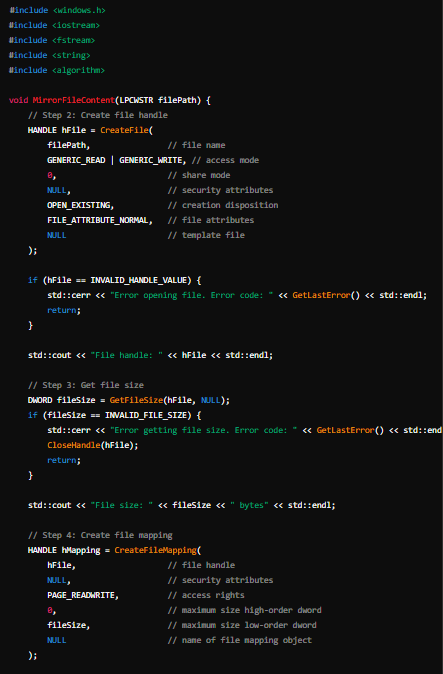 #include <windows.h>
#include <iostream>
#include <fstream>
#include <string>
#include <algorithm>
void MirrorFileContent(LPCWSTR filePath) {
// Step 2: Create file handle
HANDLE hFile = CreateFile(
filePath, // file name
GENERIC_READ | GENERIC_WRITE, // access mode
0, // share mode
NULL, // security attributes
OPEN_EXISTING, // creation disposition
FILE_ATTRIBUTE_NORMAL, // file attributes
NULL // template file
);
if (hFile == INVALID_HANDLE_VALUE) {
std::cerr << "Error opening file. Error code: " << GetLastError() << std::endl;
return;
}
std::cout << "File handle: " << hFile << std::endl;
// Step 3: Get file size
DWORD fileSize = GetFileSize(hFile, NULL);
if (fileSize == INVALID_FILE_SIZE) {
std::cerr << "Error getting file size. Error code: " << GetLastError() << std::end
CloseHandle(hFile);
return;
}
std::cout << "File size: " << fileSize << " bytes" << std::endl;
// Step 4: Create file mapping
HANDLE hMapping = CreateFileMapping(
hFile, // file handle
NULL, // security attributes
PAGE_READWRITE, // access rights
0, // maximum size high-order dword
fileSize, // maximum size low-order dword
NULL // name of file mapping object
);